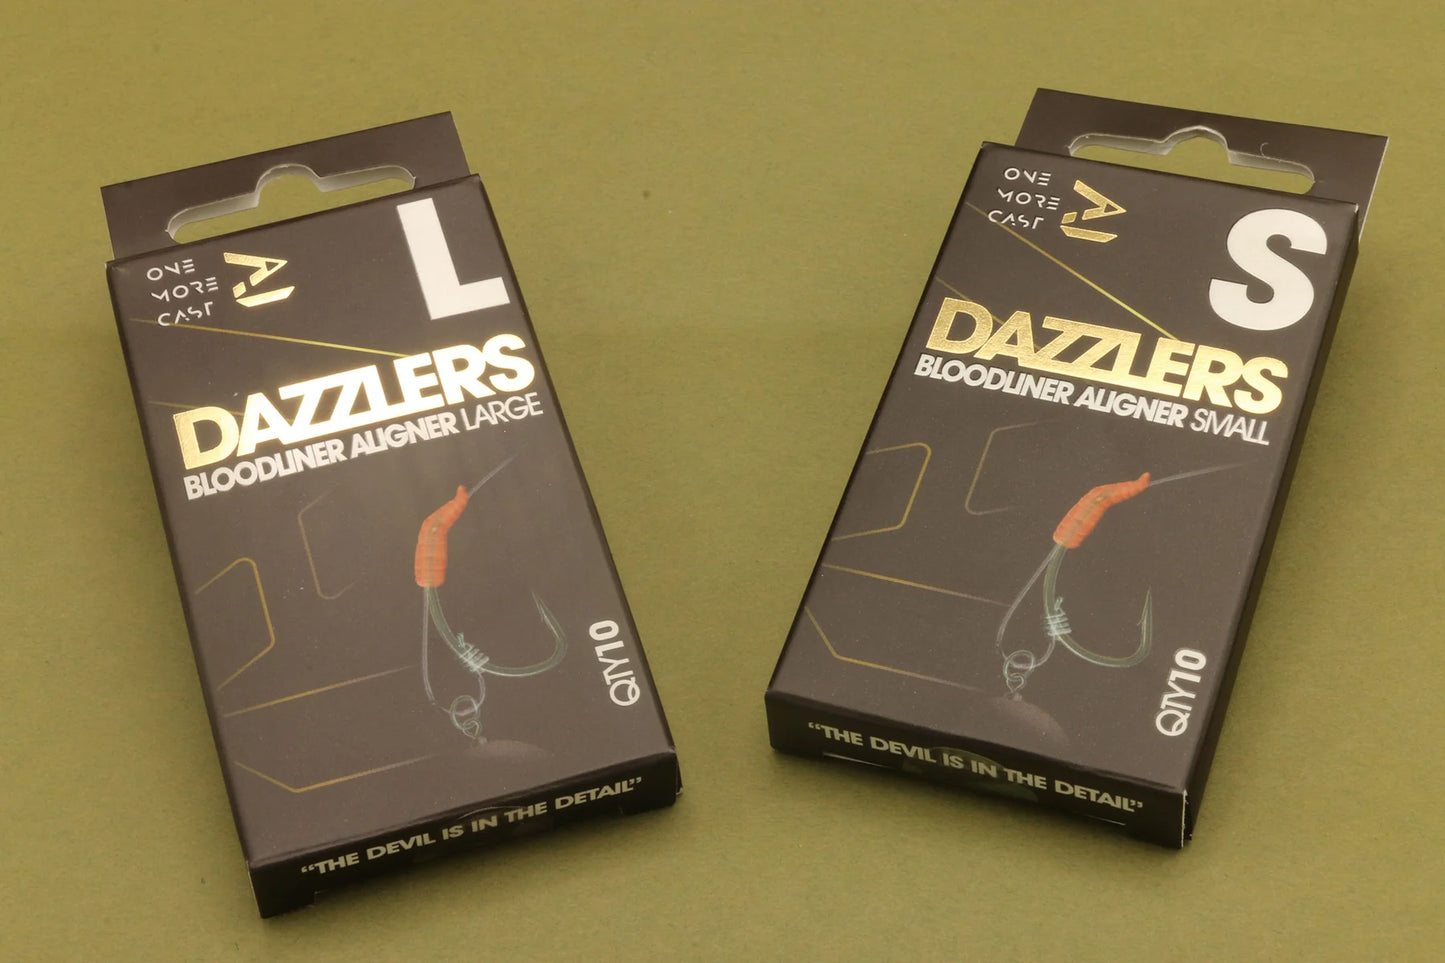 ONE
MORE
CAST
L
DAZZLERS
BLOODLINER ALIGNER LARGE
QTY10
“THE DEVIL IS IN THE DETAIL”
ONE
MORE
CAST
S
DAZZLERS
BLOODLINER ALIGNER SMALL
QTY10
“THE DEVIL IS IN THE DETAIL”